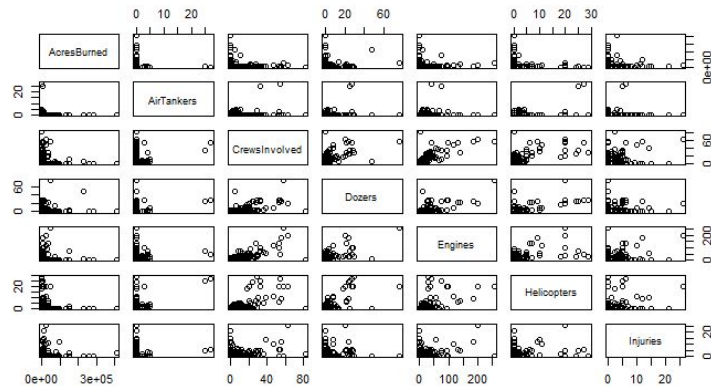 0 10 20
0 20 60
0 10 20 30
AcresBurned
0e+00
0 20
AirTankers
CrewsInvolved
0 60
0 60
Dozers
Engines
0 200
0 20
Helicopters
Injuries
0 20
0e+00 3e+05
0 40 80
0 100 200
0 10 20